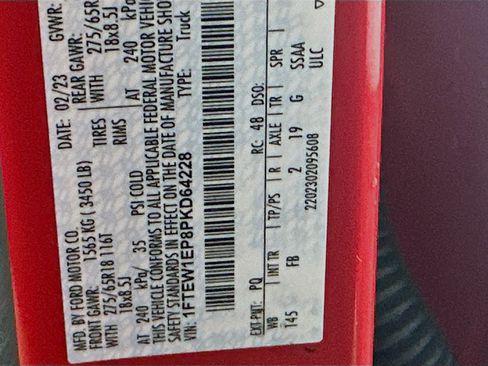 MFD. BY FORD MOTOR CO.
DATE: 02/23 GVWR:
FRONT GAWR: REAR GAWR:
1565 KG ( 3450 LB)
275/65R18 116T TIRES WITH 275/65R
18x8.5J RIMS 18x8.5J
AT 240 kPa/ 35 PSI COLD AT 240 kPa
THIS VEHICLE CONFORMS TO ALL APPLICABLE FEDERAL MOTOR VEHIC
SAFETY STANDARDS IN EFFECT ON THE DATE OF MANUFACTURE SHO
VIN: 1FTEW1EP8PKD64228 TYPE: Truck
EXT-PNT: PQ RC: 48 DSO:
WB INT TR TP/PS R AXLE TR SPR
145 FB 2 19 G SSAA
2202302095608 ULC